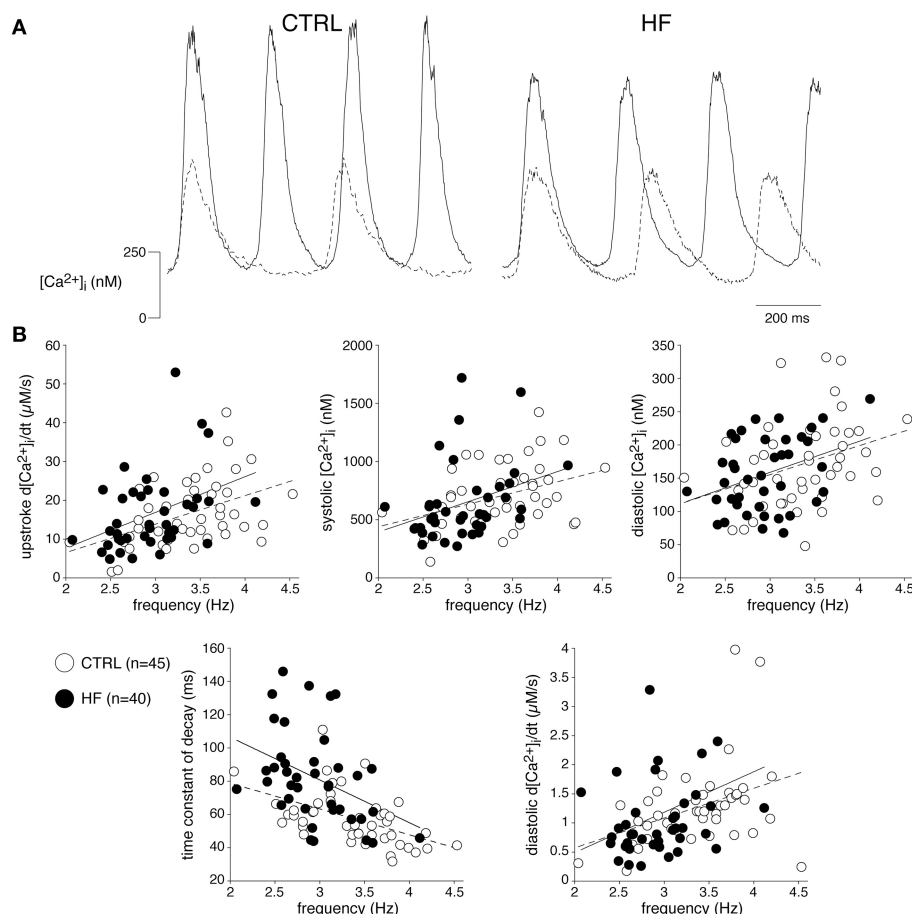 A
CTRL
HF
250
[Ca2+]i (nM)
0
200 ms
B
60
50
40
30
20
10
0
upstroke d[Ca2+]i/dt (µM/s)
2 2.5 3 3.5 4 4.5
frequency (Hz)
2000
1500
1000
500
0
systolic [Ca2+]i (nM)
2 2.5 3 3.5 4 4.5
frequency (Hz)
350
300
250
200
150
100
50
0
diastolic [Ca2+]i (nM)
2 2.5 3 3.5 4 4.5
frequency (Hz)
CTRL (n=45)
HF (n=40)
160
140
120
100
80
60
40
20
time constant of decay (ms)
2 2.5 3 3.5 4 4.5
frequency (Hz)
4
3.5
3
2.5
2
1.5
1
0.5
0
diastolic d[Ca2+]i/dt (µM/s)
2 2.5 3 3.5 4 4.5
frequency (Hz)